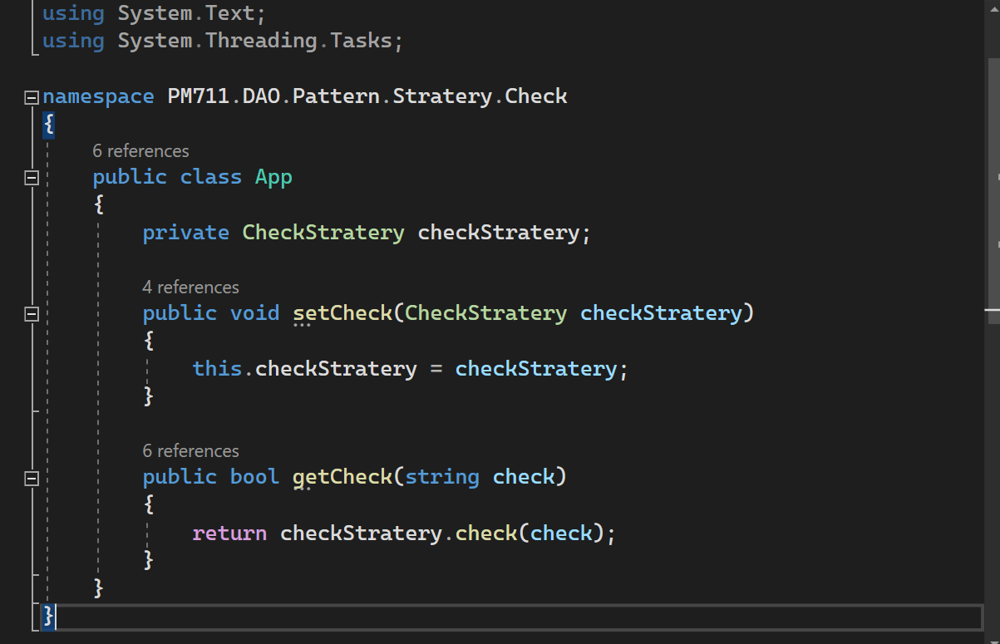 using System.Text;
using System.Threading.Tasks;
namespace PM711.DAO.Pattern.Stratery.Check
{
6 references
public class App
{
private CheckStratery checkStratery;
4 references
public void setCheck(CheckStratery checkStratery)
{
this.checkStratery = checkStratery;
}
6 references
public bool getCheck(string check)
{
return checkStratery.check(check);
}
}
}